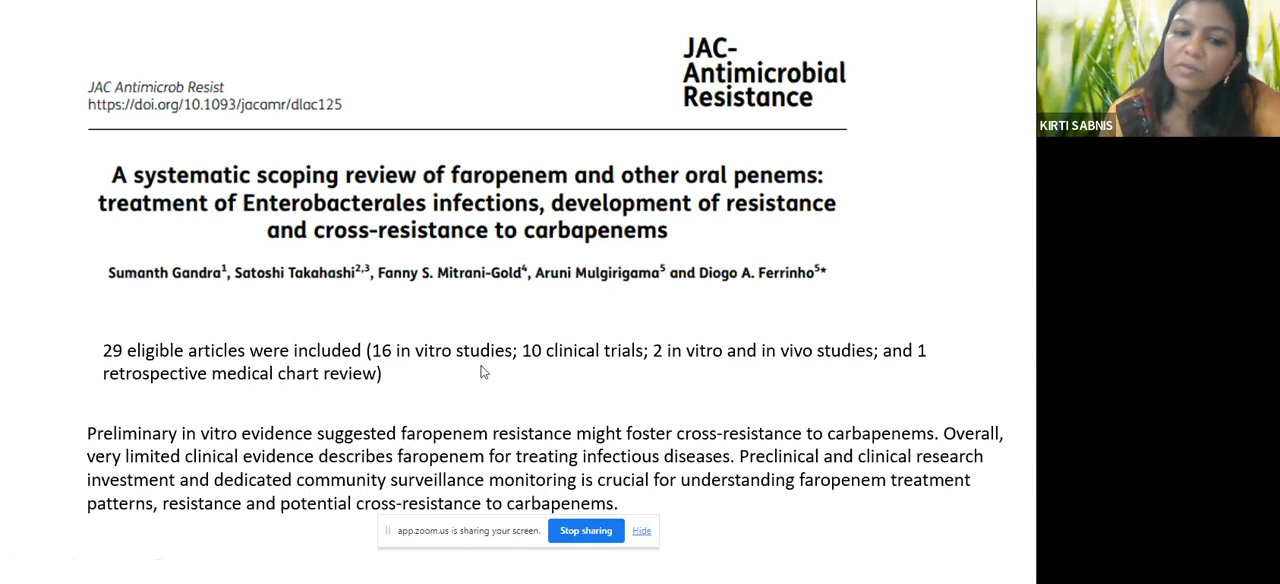 JAC Antimicrob Resist
https://doi.org/10.1093/jacamr/dlac125
JAC-
Antimicrobial
Resistance
A systematic scoping review of faropenem and other oral penems:
treatment of Enterobacterales infections, development of resistance
and cross-resistance to carbapenems
Sumanth Gandra1, Satoshi Takahashi2,3, Fanny S. Mitrani-Gold4, Aruni Mulgirigama5 and Diogo A. Ferrinho5*
29 eligible articles were included (16 in vitro studies; 10 clinical trials; 2 in vitro and in vivo studies; and 1
retrospective medical chart review)
Preliminary in vitro evidence suggested faropenem resistance might foster cross-resistance to carbapenems. Overall,
very limited clinical evidence describes faropenem for treating infectious diseases. Preclinical and clinical research
investment and dedicated community surveillance monitoring is crucial for understanding faropenem treatment
patterns, resistance and potential cross-resistance to carbapenems.
app.zoom.us is sharing your screen. Stop sharing Hide
KIRTI SABNIS